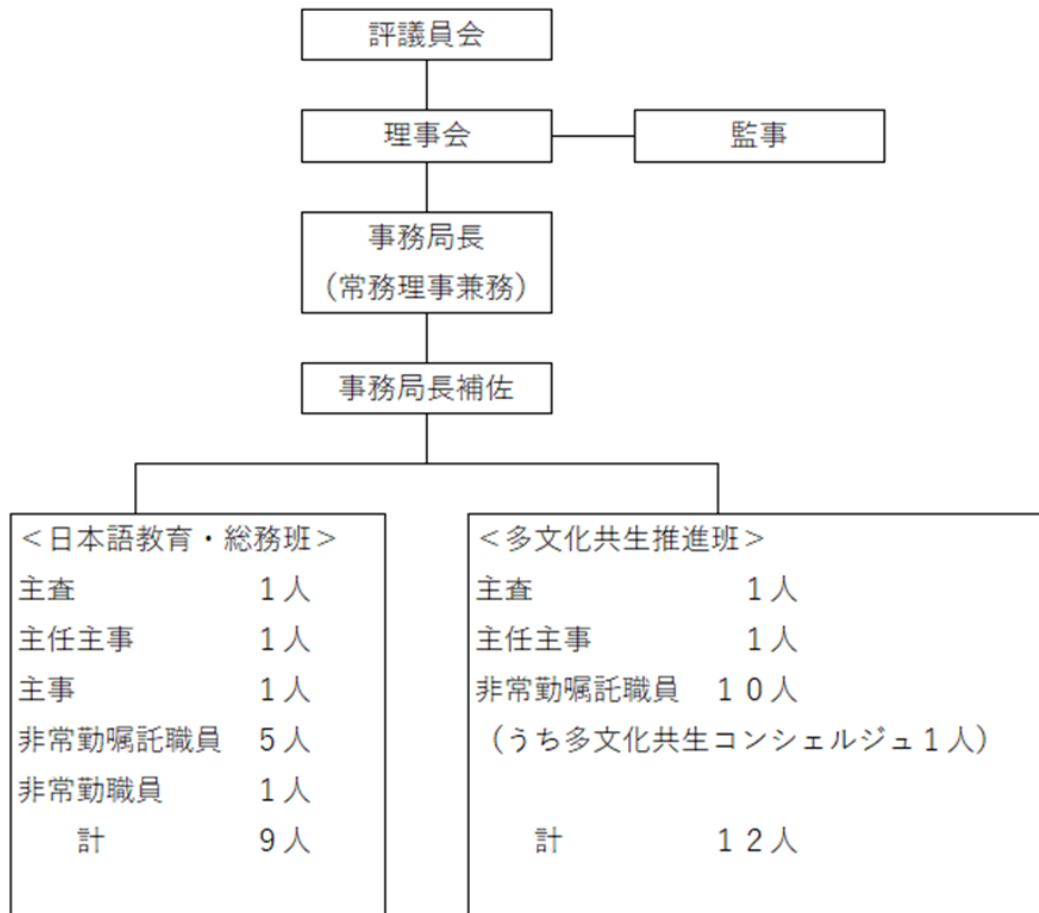 評議員会
理事会
監事
事務局長
（常務理事兼務）
事務局長補佐
＜日本語教育・総務班＞
主査 1人
主任主事 1人
主事 1人
非常勤嘱託職員 5人
非常勤職員 1人
計 9人
＜多文化共生推進班＞
主査 1人
主任主事 1人
非常勤嘱託職員 １０人
（うち多文化共生コンシェルジュ１人）
計 １２人